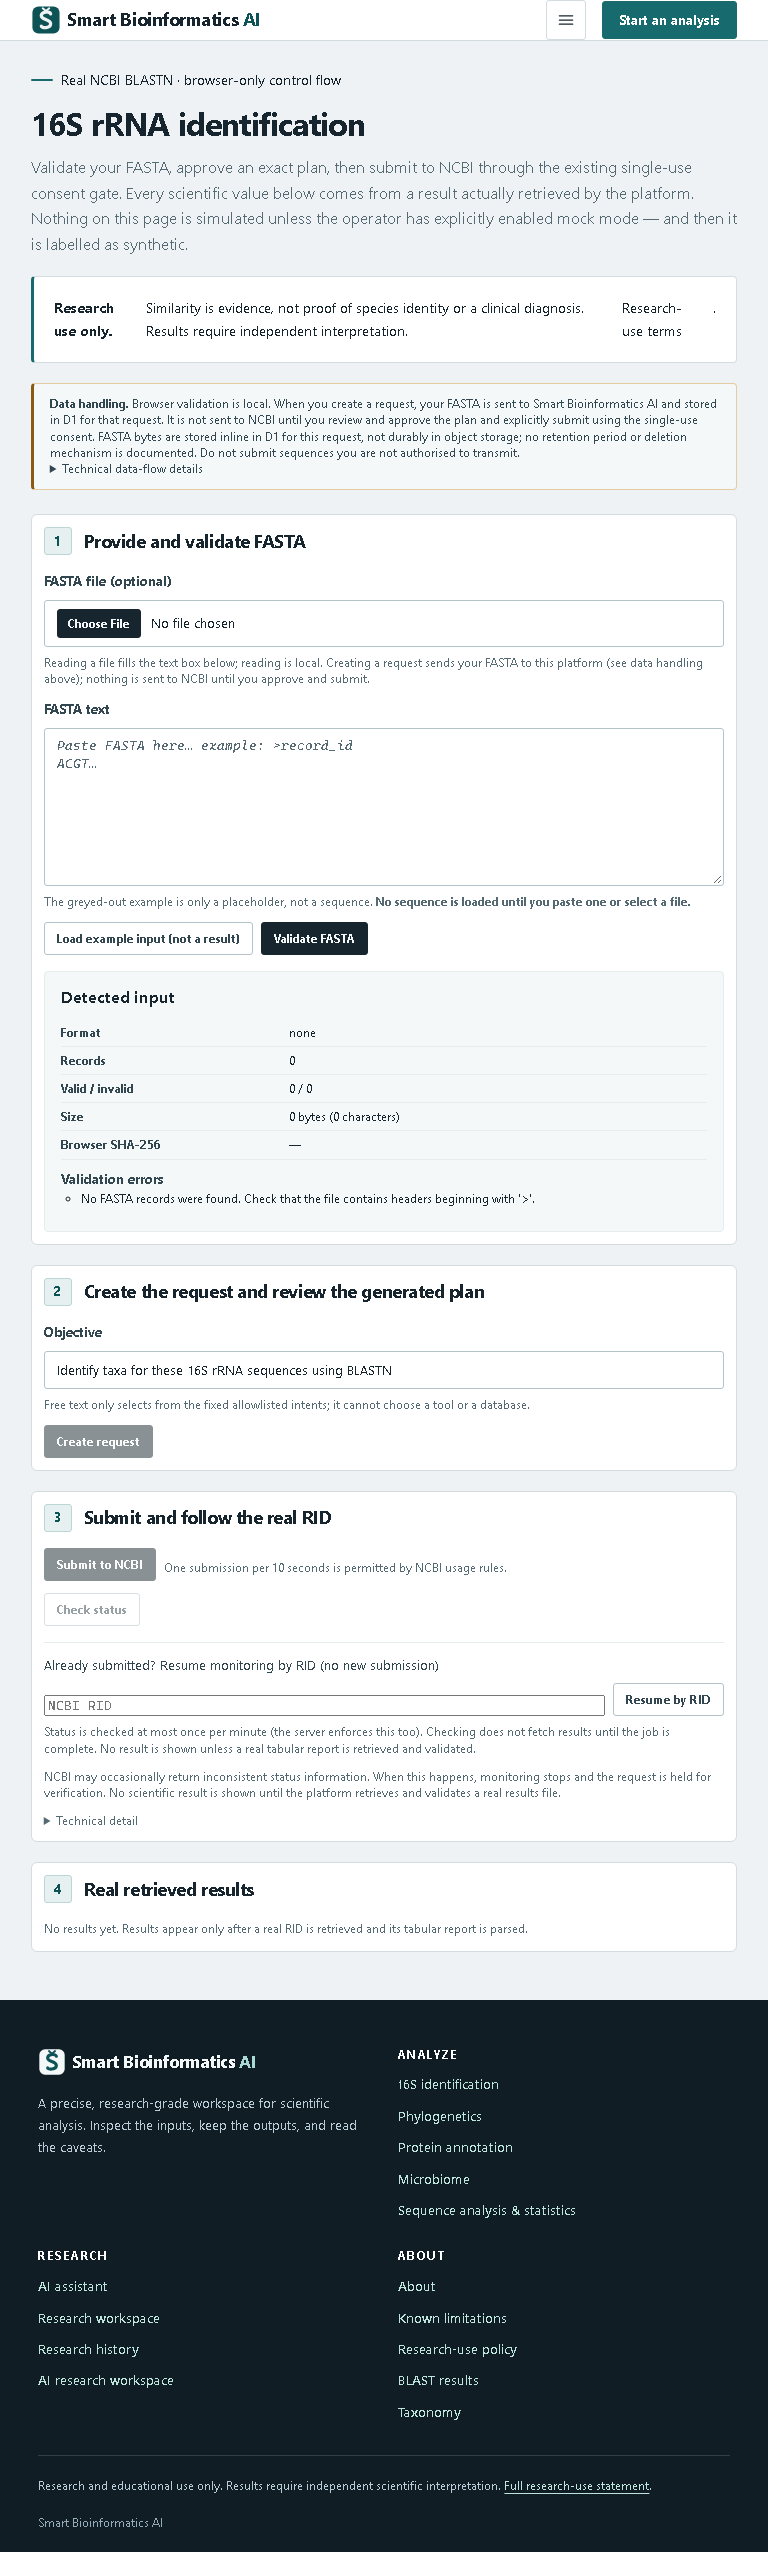 Smart Bioinformatics AI
Start an analysis
Real NCBI BLASTN · browser-only control flow
16S rRNA identification
Validate your FASTA, approve an exact plan, then submit to NCBI through the existing single-use
consent gate. Every scientific value below comes from a result actually retrieved by the platform.
Nothing on this page is simulated unless the operator has explicitly enabled mock mode — and then it
is labelled as synthetic.
Research use only.
Similarity is evidence, not proof of species identity or a clinical diagnosis.
Results require independent interpretation.
Research-use terms
.
Data handling. Browser validation is local. When you create a request, your FASTA is sent to Smart Bioinformatics AI and stored
in D1 for that request. It is not sent to NCBI until you review and approve the plan and explicitly submit using the single-use
consent. FASTA bytes are stored inline in D1 for this request, not durably in object storage; no retention period or deletion
mechanism is documented. Do not submit sequences you are not authorised to transmit.
Technical data-flow details
1 Provide and validate FASTA
FASTA file (optional)
Choose File No file chosen
Reading a file fills the text box below; reading is local. Creating a request sends your FASTA to this platform (see data handling
above); nothing is sent to NCBI until you approve and submit.
FASTA text
Paste FASTA here… example: >record_id
ACGT…
The greyed-out example is only a placeholder, not a sequence. No sequence is loaded until you paste one or select a file.
Load example input (not a result) Validate FASTA
Detected input
Format none
Records 0
Valid / invalid 0 / 0
Size 0 bytes (0 characters)
Browser SHA-256 —
Validation errors
No FASTA records were found. Check that the file contains headers beginning with '>'.
2 Create the request and review the generated plan
Objective
Identify taxa for these 16S rRNA sequences using BLASTN
Free text only selects from the fixed allowlisted intents; it cannot choose a tool or a database.
Create request
3 Submit and follow the real RID
Submit to NCBI One submission per 10 seconds is permitted by NCBI usage rules.
Check status
Already submitted? Resume monitoring by RID (no new submission)
NCBI RID Resume by RID
Status is checked at most once per minute (the server enforces this too). Checking does not fetch results until the job is
complete. No result is shown unless a real tabular report is retrieved and validated.
NCBI may occasionally return inconsistent status information. When this happens, monitoring stops and the request is held for
verification. No scientific result is shown until the platform retrieves and validates a real results file.
Technical detail
4 Real retrieved results
No results yet. Results appear only after a real RID is retrieved and its tabular report is parsed.
Smart Bioinformatics AI
A precise, research-grade workspace for scientific
analysis. Inspect the inputs, keep the outputs, and read
the caveats.
ANALYZE
16S identification
Phylogenetics
Protein annotation
Microbiome
Sequence analysis & statistics
RESEARCH
AI assistant
Research workspace
Research history
AI research workspace
ABOUT
About
Known limitations
Research-use policy
BLAST results
Taxonomy
Research and educational use only. Results require independent scientific interpretation. Full research-use statement.
Smart Bioinformatics AI